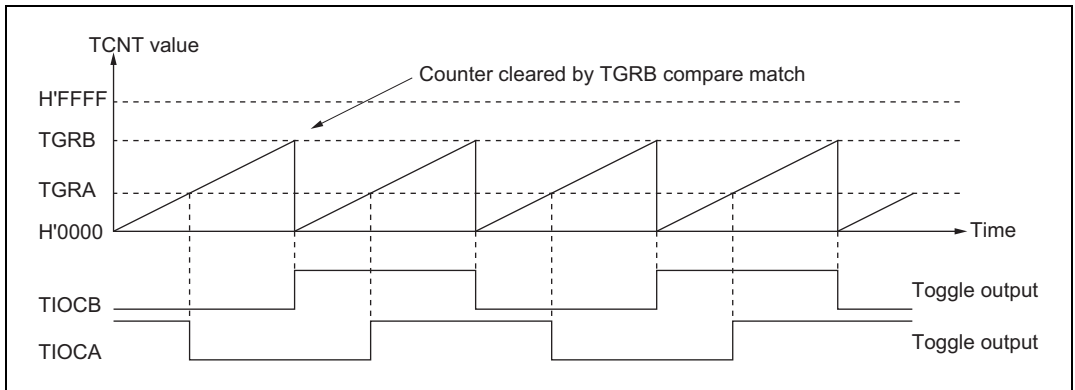 TCNT value
Counter cleared by TGRB compare match
H'FFFF
TGRB
TGRA
H'0000
Time
TIOCB
Toggle output
TIOCA
Toggle output